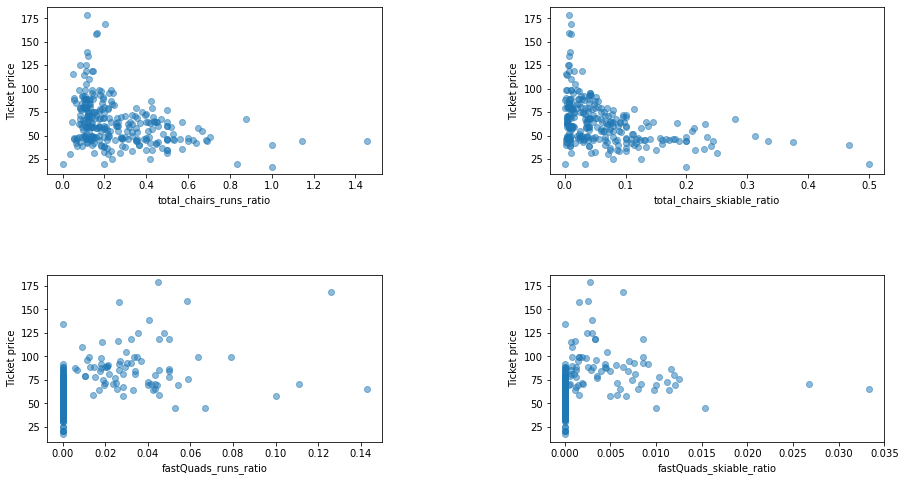 175
150
125
100
75
50
25
Ticket price
0.0 0.2 0.4 0.6 0.8 1.0 1.2 1.4
total_chairs_runs_ratio
175
150
125
100
75
50
25
Ticket price
0.0 0.1 0.2 0.3 0.4 0.5
total_chairs_skiable_ratio
175
150
125
100
75
50
25
Ticket price
0.00 0.02 0.04 0.06 0.08 0.10 0.12 0.14
fastQuads_runs_ratio
175
150
125
100
75
50
25
Ticket price
0.000 0.005 0.010 0.015 0.020 0.025 0.030 0.035
fastQuads_skiable_ratio